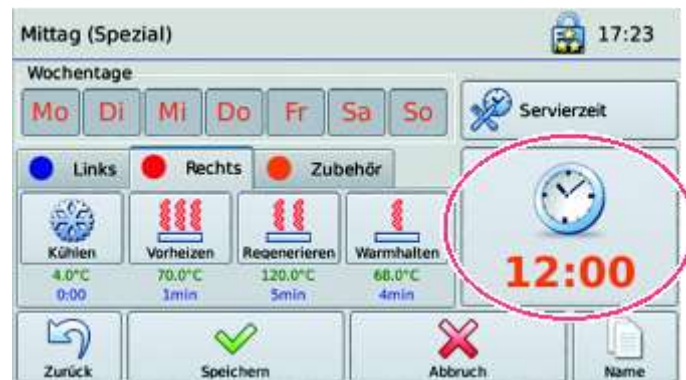 Mittag (Spezial) 17:23
Wochentage
Mo Di Mi Do Fr Sa So
Servierzeit
Links Rechts Zubehör
Kühlen Vorheizen Regenerieren Warmhalten
4.0°C 70.0°C 120.0°C 68.0°C
0:00 1min 5min 4min
12:00
Zurück Speichern Abbruch Name